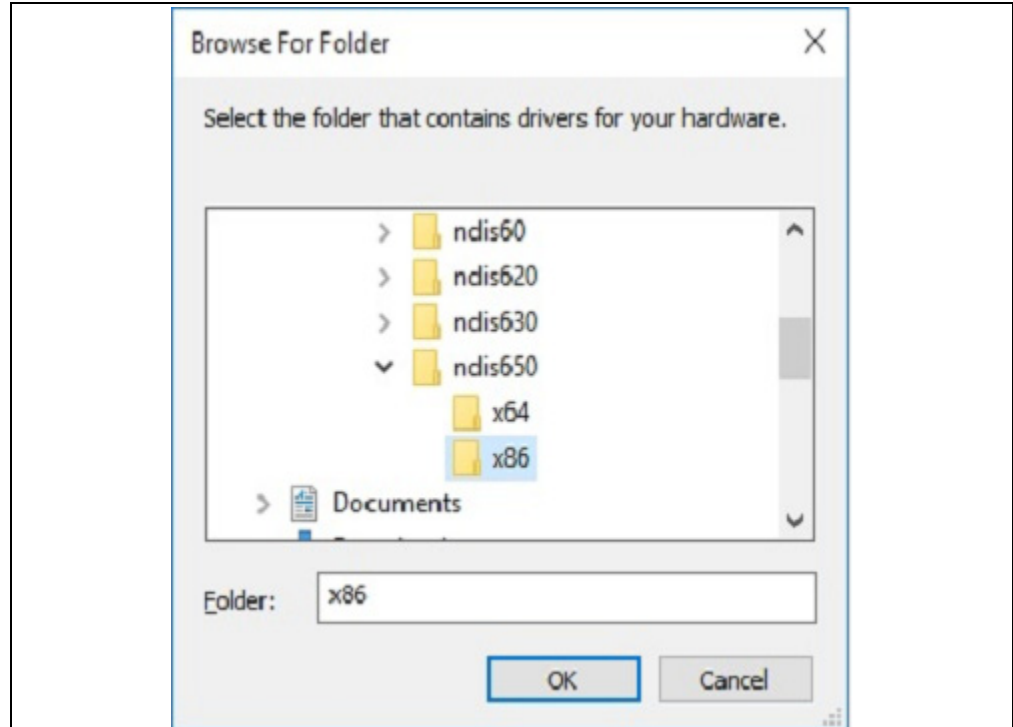 Browse For Folder
Select the folder that contains drivers for your hardware.
ndis60
ndis620
ndis630
ndis650
x64
x86
Documents
Folder: x86
OK Cancel